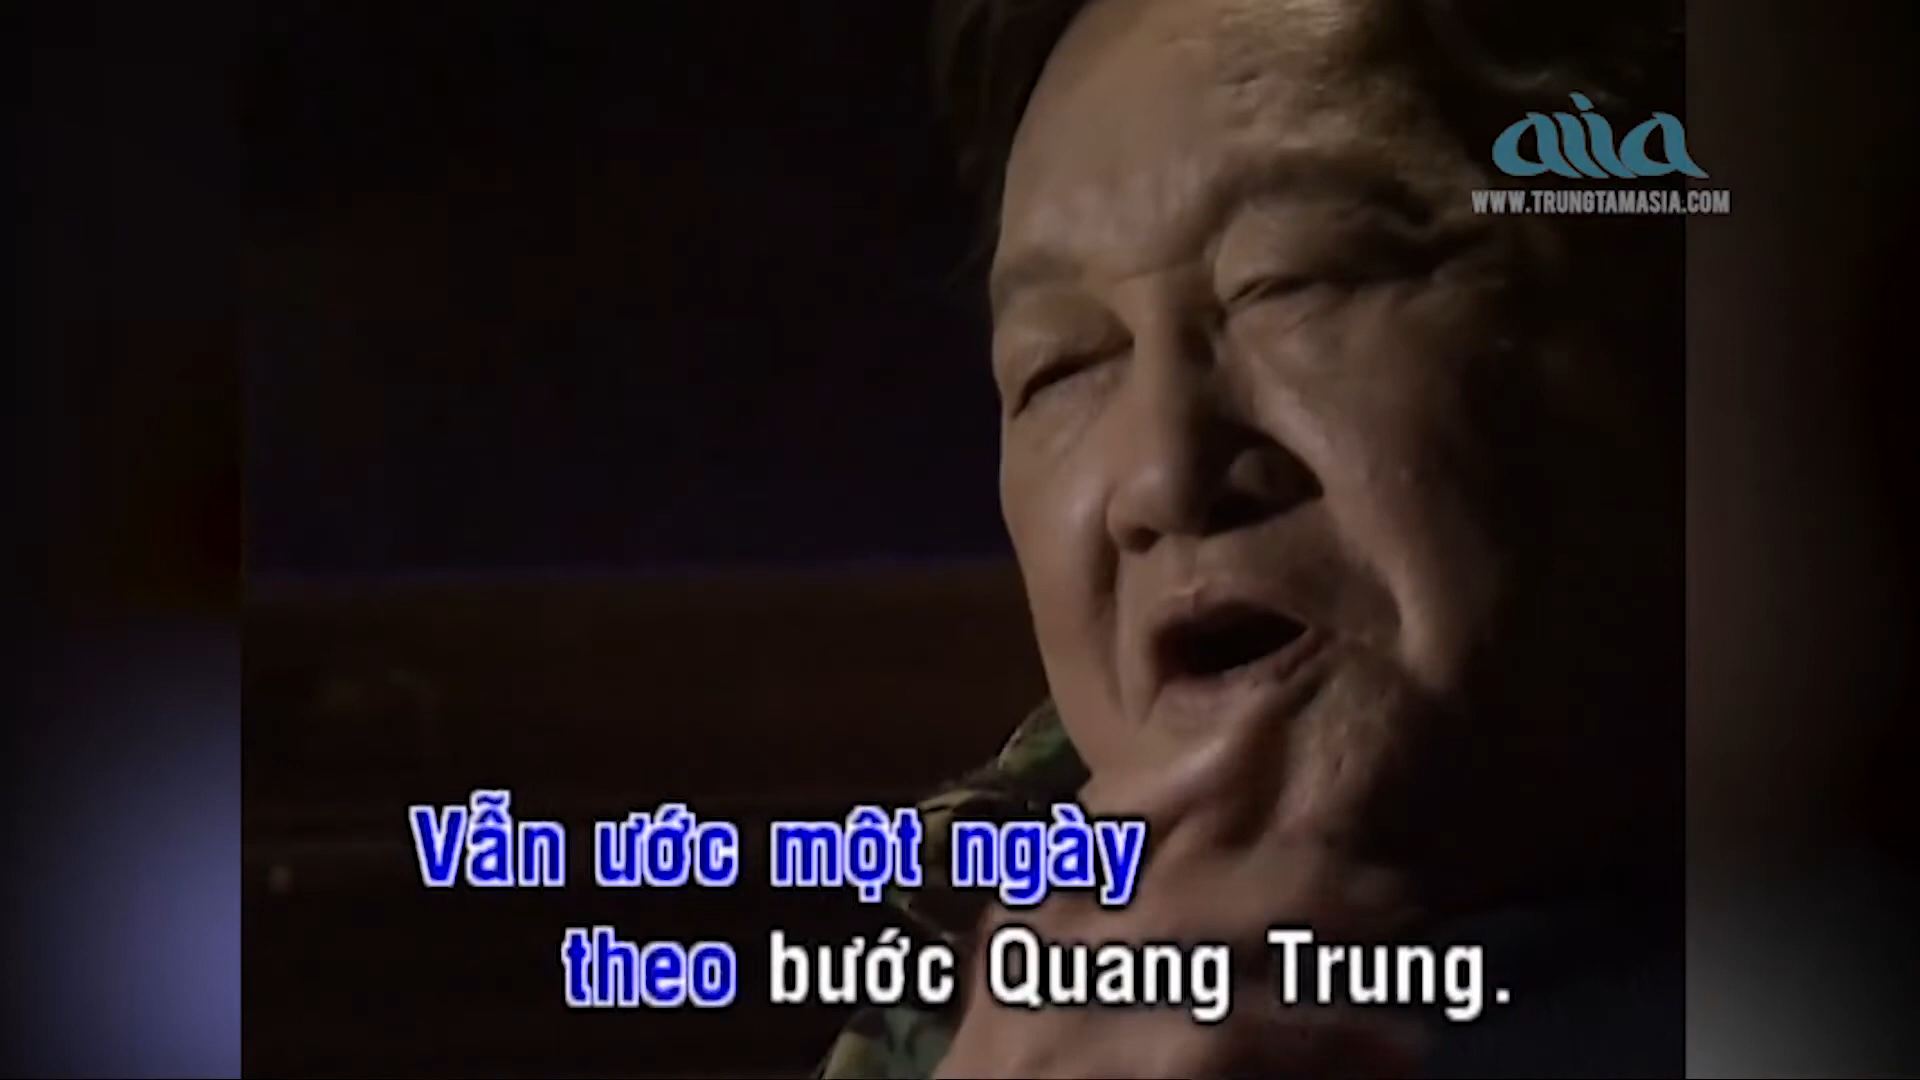 asia
WWW.TRUNGTAMASIA.COM
Vẫn ước một ngày
theo bước Quang Trung.